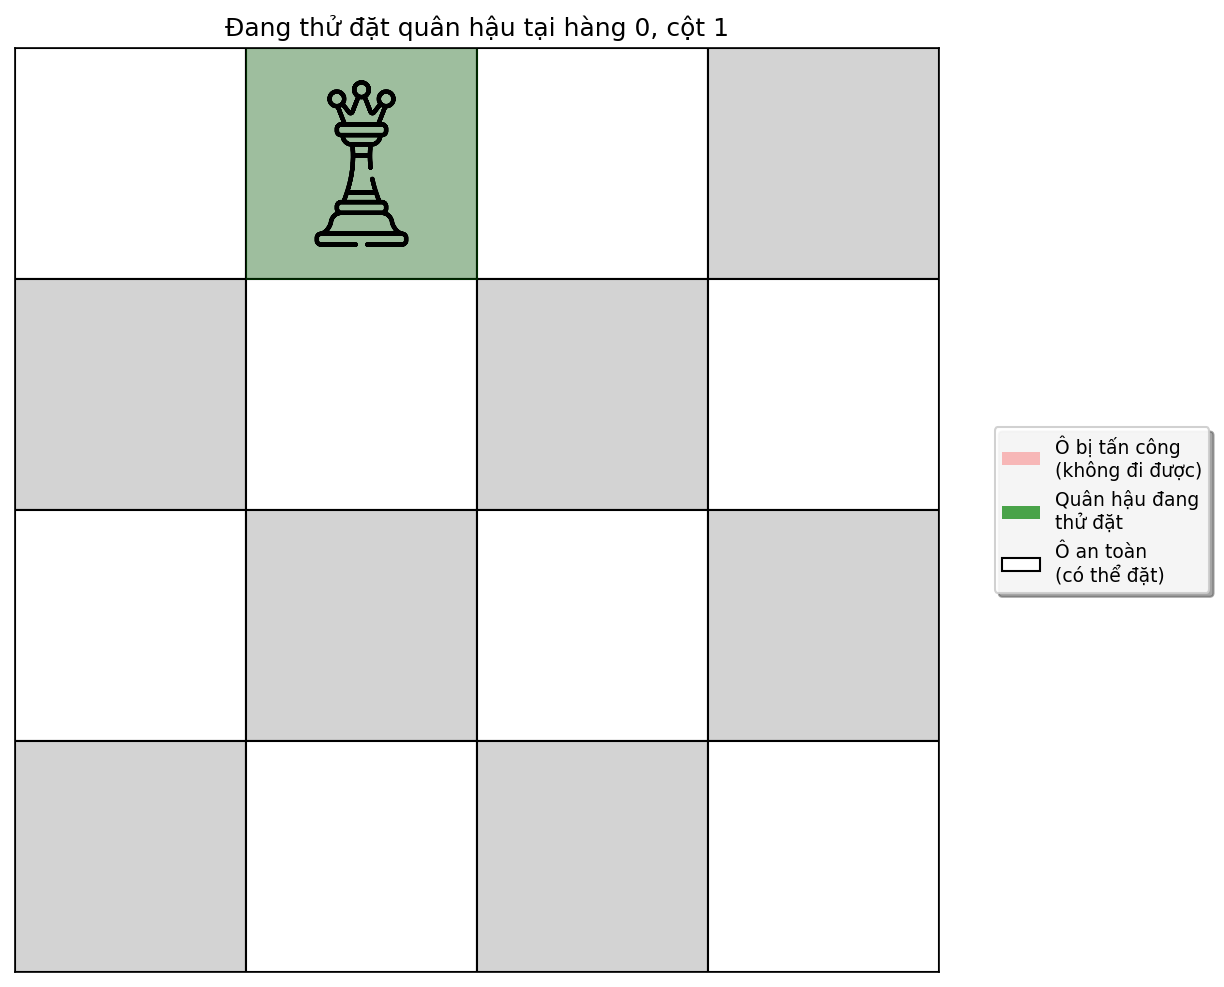 Đang thử đặt quân hậu tại hàng 0, cột 1
Ô bị tấn công
(không đi được)
Quân hậu đang
thử đặt
Ô an toàn
(có thể đặt)